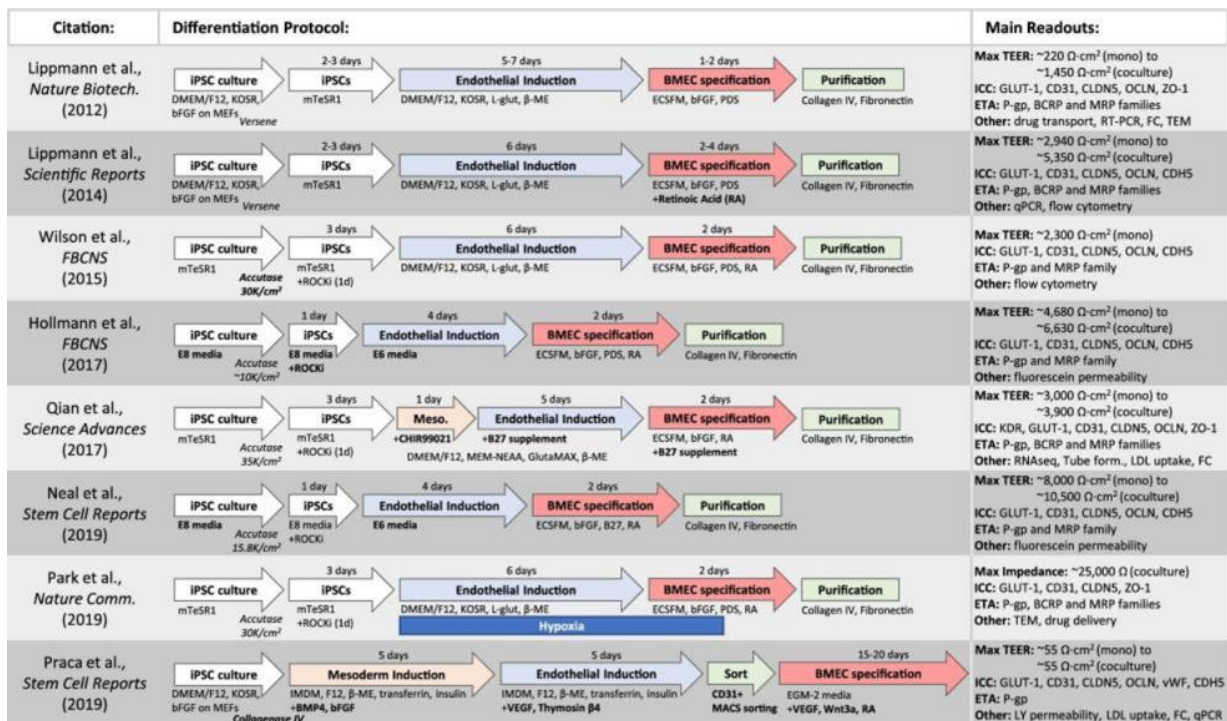 Citation: Differentiation Protocol: Main Readouts:
Lippmann et al.,
Nature Biotech.
(2012)
2-3 days 5-7 days 1-2 days
iPSC culture iPSCs Endothelial Induction BMEC specification Purification
DMEM/F12, KOSR, mTeSR1 DMEM/F12, KOSR, L-glut, β-ME ECSFM, bFGF, PDS Collagen IV, Fibronectin
bFGF on MEFs
Versene
Max TEER: ~220 Ω·cm² (mono) to
~1,450 Ω·cm² (coculture)
ICC: GLUT-1, CD31, CLDN5, OCLN, ZO-1
ETA: P-gp, BCRP and MRP families
Other: drug transport, RT-PCR, FC, TEM
Lippmann et al.,
Scientific Reports
(2014)
2-3 days 6 days 2-4 days
iPSC culture iPSCs Endothelial Induction BMEC specification Purification
DMEM/F12, KOSR, mTeSR1 DMEM/F12, KOSR, L-glut, β-ME ECSFM, bFGF, PDS Collagen IV, Fibronectin
bFGF on MEFs +Retinoic Acid (RA)
Versene
Max TEER: ~2,940 Ω·cm² (mono) to
~5,350 Ω·cm² (coculture)
ICC: GLUT-1, CD31, CLDN5, OCLN, CDH5
ETA: P-gp, BCRP and MRP families
Other: qPCR, flow cytometry
Wilson et al.,
FBCNS
(2015)
3 days 6 days 2 days
iPSC culture iPSCs Endothelial Induction BMEC specification Purification
mTeSR1 mTeSR1 DMEM/F12, KOSR, L-glut, β-ME ECSFM, bFGF, PDS, RA Collagen IV, Fibronectin
Accutase +ROCKi (1d)
30K/cm²
Max TEER: ~2,300 Ω·cm² (mono)
ICC: GLUT-1, CD31, CLDN5, OCLN, CDH5
ETA: P-gp and MRP family
Other: flow cytometry
Hollmann et al.,
FBCNS
(2017)
1 day 4 days 2 days
iPSC culture iPSCs Endothelial Induction BMEC specification Purification
E8 media E8 media E6 media ECSFM, bFGF, PDS, RA Collagen IV, Fibronectin
Accutase +ROCKi
~10K/cm²
Max TEER: ~4,680 Ω·cm² (mono) to
~6,630 Ω·cm² (coculture)
ICC: GLUT-1, CD31, CLDN5, OCLN, CDH5
ETA: P-gp and MRP family
Other: fluorescein permeability
Qian et al.,
Science Advances
(2017)
3 days 1 day 5 days 2 days
iPSC culture iPSCs Meso. Endothelial Induction BMEC specification Purification
mTeSR1 mTeSR1 +CHIR99021 +B27 supplement ECSFM, bFGF, RA Collagen IV, Fibronectin
Accutase +ROCKi (1d) DMEM/F12, MEM-NEAA, GlutaMAX, β-ME +B27 supplement
35K/cm²
Max TEER: ~3,000 Ω·cm² (mono) to
~3,900 Ω·cm² (coculture)
ICC: KDR, GLUT-1, CD31, CLDN5, OCLN, ZO-1
ETA: P-gp, BCRP and MRP families
Other: RNAseq, Tube form., LDL uptake, FC
Neal et al.,
Stem Cell Reports
(2019)
1 day 4 days 2 days
iPSC culture iPSCs Endothelial Induction BMEC specification Purification
E8 media E8 media E6 media ECSFM, bFGF, B27, RA Collagen IV, Fibronectin
Accutase +ROCKi
15.8K/cm²
Max TEER: ~8,000 Ω·cm² (mono) to
~10,500 Ω·cm² (coculture)
ICC: GLUT-1, CD31, CLDN5, OCLN, CDH5
ETA: P-gp and MRP family
Other: fluorescein permeability
Park et al.,
Nature Comm.
(2019)
3 days 6 days 2 days
iPSC culture iPSCs Endothelial Induction BMEC specification Purification
mTeSR1 mTeSR1 DMEM/F12, KOSR, L-glut, β-ME ECSFM, bFGF, PDS, RA Collagen IV, Fibronectin
Accutase +ROCKi (1d) Hypoxia
30K/cm²
Max Impedance: ~25,000 Ω (coculture)
ICC: GLUT-1, CD31, CLDN5, ZO-1
ETA: P-gp, BCRP and MRP families
Other: TEM, drug delivery
Praca et al.,
Stem Cell Reports
(2019)
5 days 5 days 15-20 days
iPSC culture Mesoderm Induction Endothelial Induction Sort BMEC specification
DMEM/F12, KOSR, IMDM, F12, β-ME, transferrin, insulin IMDM, F12, β-ME, transferrin, insulin CD31+ EGM-2 media
bFGF on MEFs +BMP4, bFGF +VEGF, Thymosin β4 MACS sorting +VEGF, Wnt3a, RA
Collagenase IV
Max TEER: ~55 Ω·cm² (mono) to
~55 Ω·cm² (coculture)
ICC: GLUT-1, CD31, CLDN5, OCLN, vWF, CDH5
ETA: P-gp
Other: LY permeability, LDL uptake, FC, qPCR